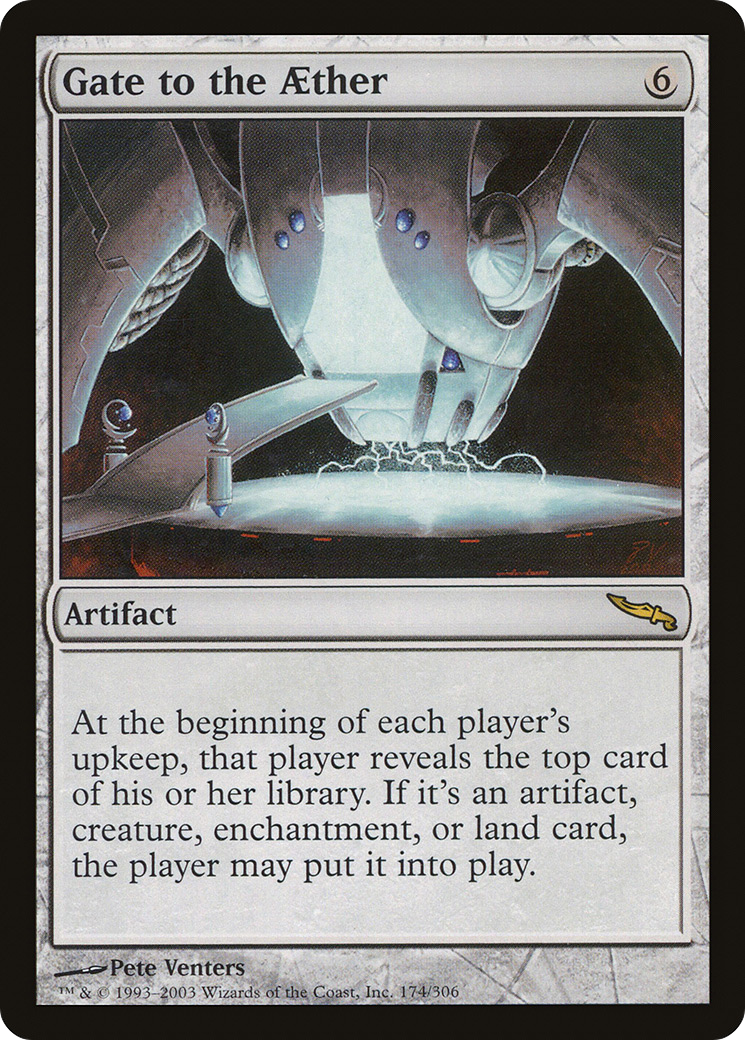 Gate to the Æther
6
Artifact
At the beginning of each player's
upkeep, that player reveals the top card
of his or her library. If it's an artifact,
creature, enchantment, or land card,
the player may put it into play.
Pete Venters
™ & © 1993–2003 Wizards of the Coast, Inc. 174/306